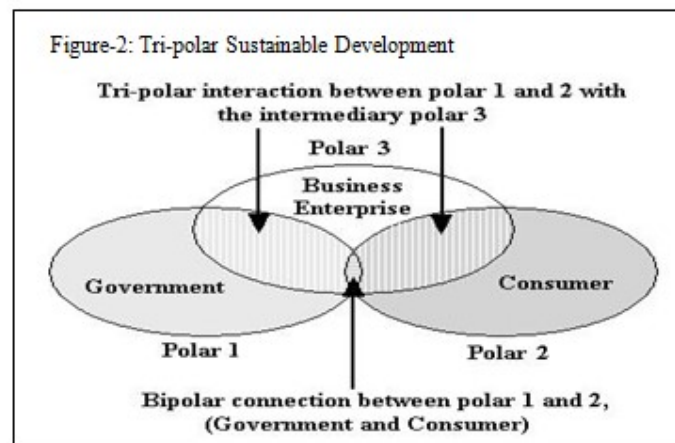 Figure-2: Tri-polar Sustainable Development
Tri-polar interaction between polar 1 and 2 with
the intermediary polar 3
Polar 3
Business
Enterprise
Government
Consumer
Polar 1
Polar 2
Bipolar connection between polar 1 and 2,
(Government and Consumer)